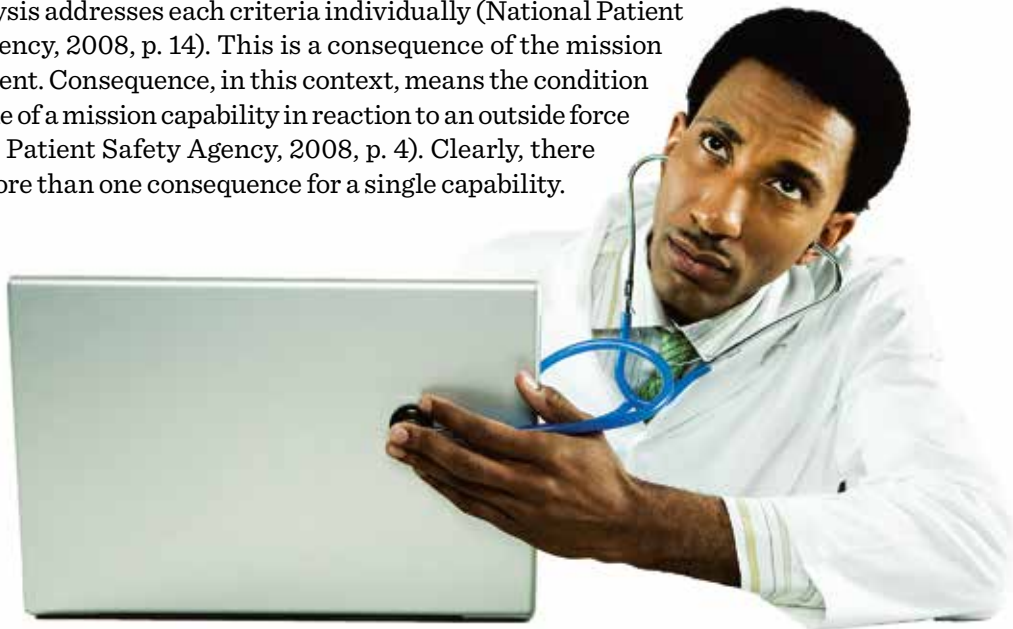 ysis addresses each criteria individually (National Patient
ency, 2008, p. 14). This is a consequence of the mission
ent. Consequence, in this context, means the condition
e of a mission capability in reaction to an outside force
Patient Safety Agency, 2008, p. 4). Clearly, there
ore than one consequence for a single capability.